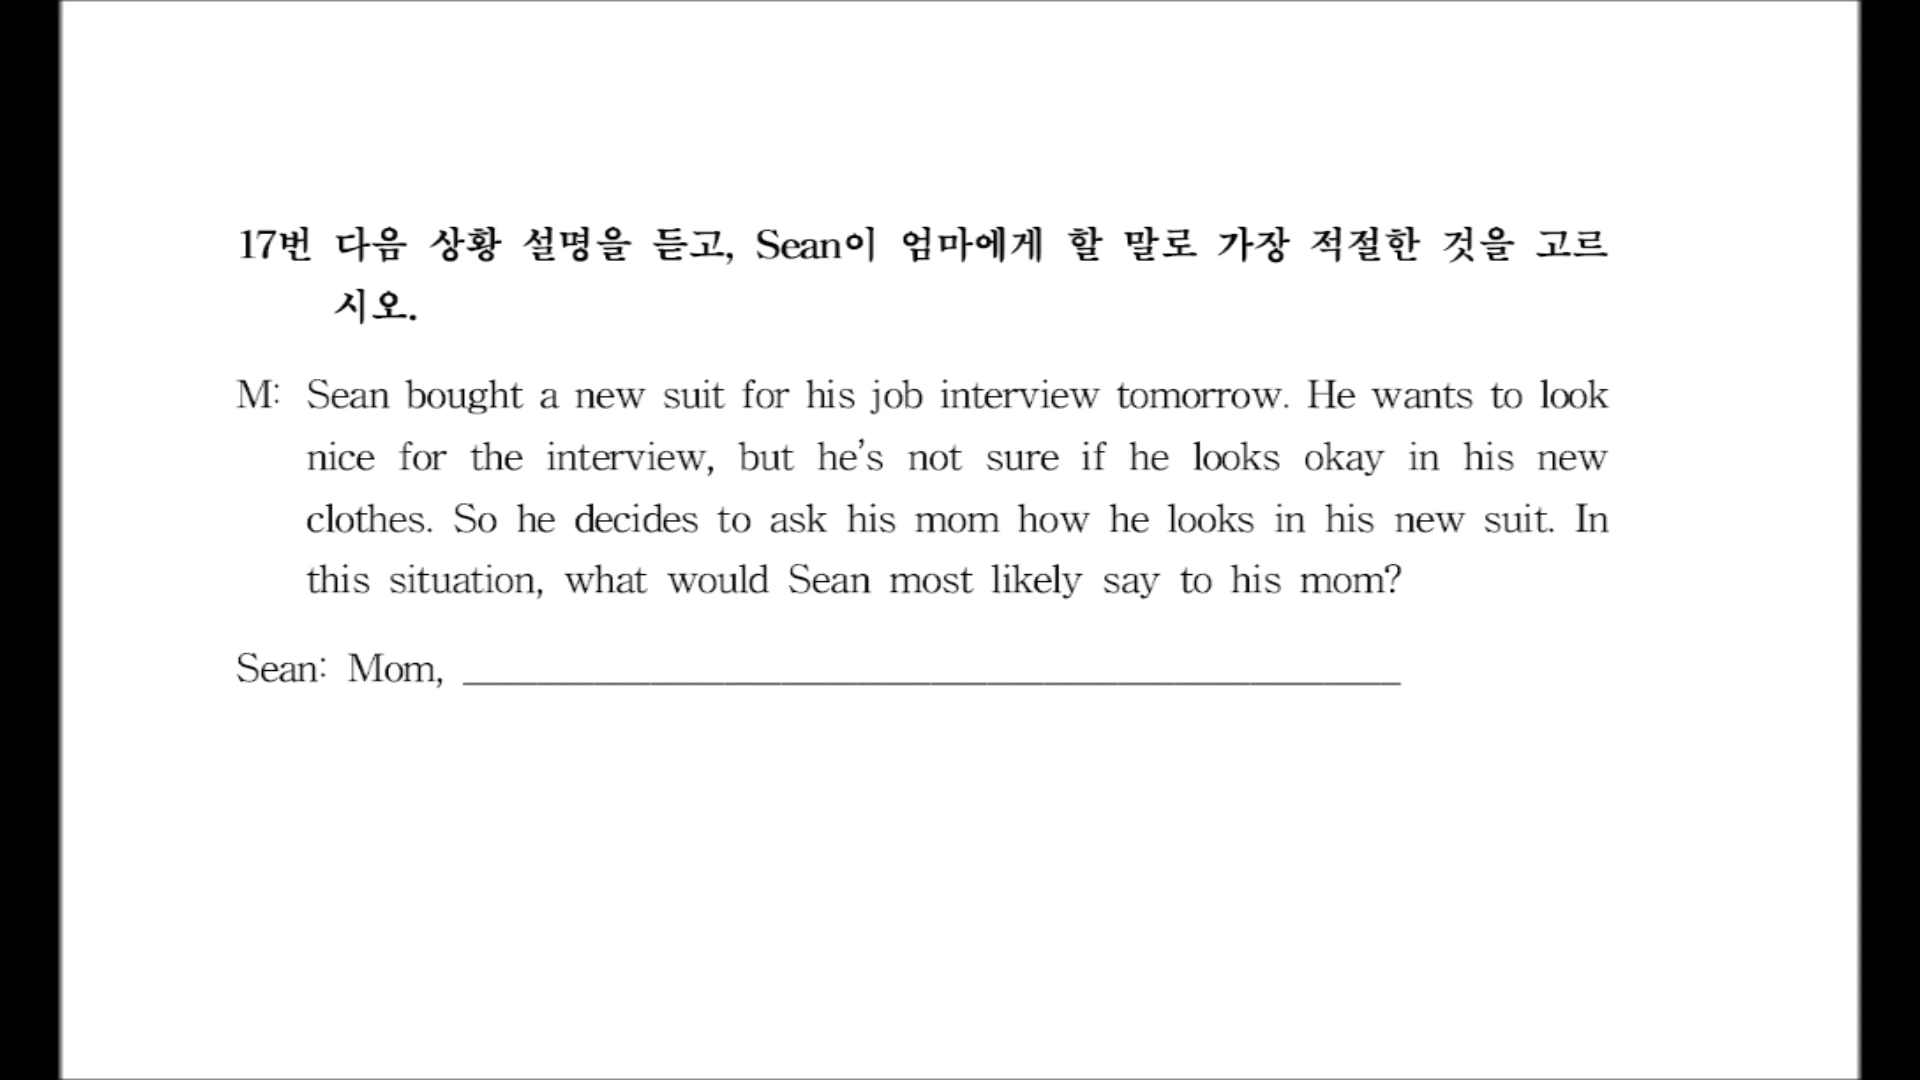 17번 다음 상황 설명을 듣고, Sean이 엄마에게 할 말로 가장 적절한 것을 고르
시오.
M: Sean bought a new suit for his job interview tomorrow. He wants to look
nice for the interview, but he's not sure if he looks okay in his new
clothes. So he decides to ask his mom how he looks in his new suit. In
this situation, what would Sean most likely say to his mom?
Sean: Mom, ________________________________________